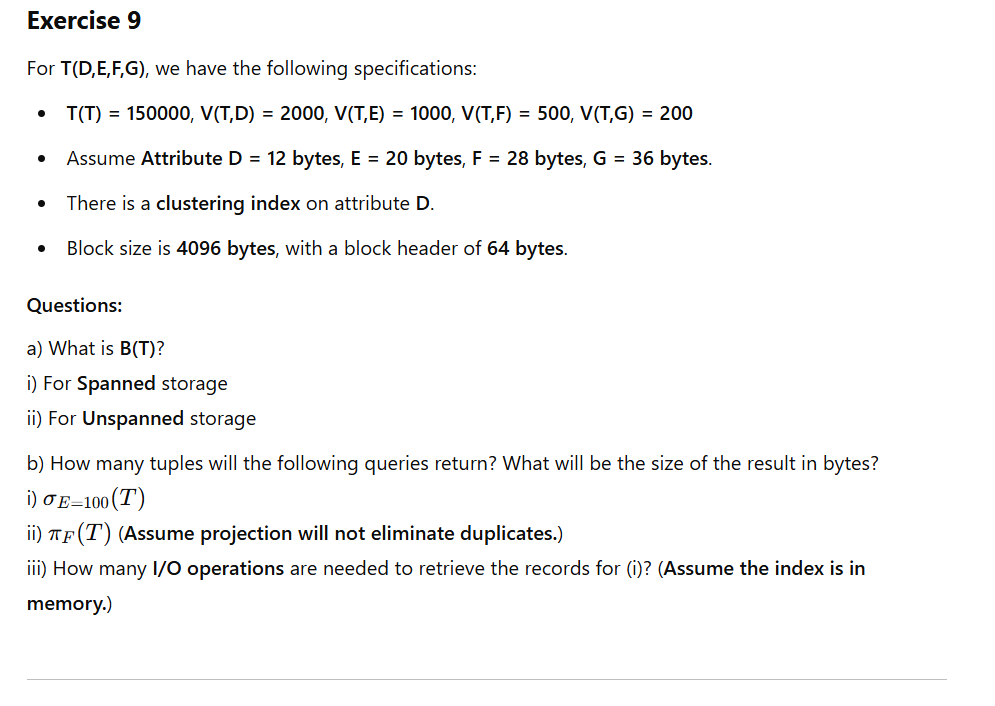 Exercise 9
For T(D,E,F,G), we have the following specifications:
• T(T) = 150000, V(T,D) = 2000, V(T,E) = 1000, V(T,F) = 500, V(T,G) = 200
• Assume Attribute D = 12 bytes, E = 20 bytes, F = 28 bytes, G = 36 bytes.
• There is a clustering index on attribute D.
• Block size is 4096 bytes, with a block header of 64 bytes.
Questions:
a) What is B(T)?
i) For Spanned storage
ii) For Unspanned storage
b) How many tuples will the following queries return? What will be the size of the result in bytes?
i) σ_{E=100}(T)
ii) π_F(T) (Assume projection will not eliminate duplicates.)
iii) How many I/O operations are needed to retrieve the records for (i)? (Assume the index is in
memory.)